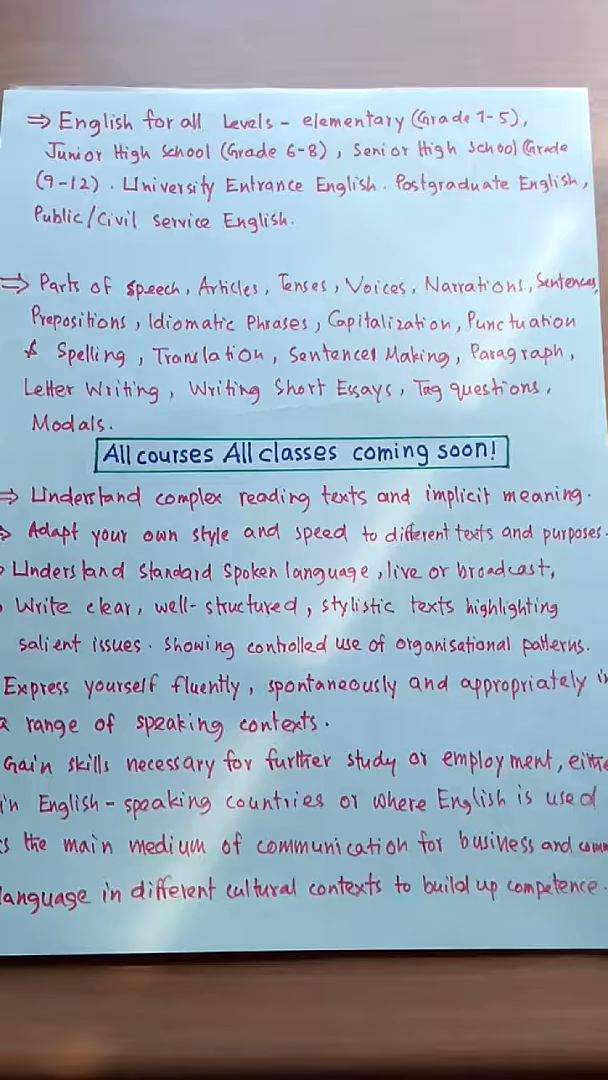 ⇒ English for all Levels - elementary (Grade 1-5),
Junior High School (Grade 6-8), Senior High School (Grade
(9-12). University Entrance English. Postgraduate English,
Public/Civil Service English.
⇒ Parts of speech, Articles, Tenses, Voices, Narrations, Sentences,
Prepositions, Idiomatic Phrases, Capitalization, Punctuation
& Spelling, Translation, Sentences Making, Paragraph,
Letter Writing, Writing Short Essays, Tag questions,
Modals.
All courses All classes coming soon!
⇒ Understand complex reading texts and implicit meaning.
Adapt your own style and speed to different texts and purposes.
Understand standard spoken language, live or broadcast,
Write clear, well-structured, stylistic texts highlighting
salient issues. Showing controlled use of organisational patterns.
Express yourself fluently, spontaneously and appropriately in
a range of speaking contexts.
Gain skills necessary for further study or employment,
in English-speaking countries or where English is used
the main medium of communication for business and
language in different cultural contexts to build up competence.